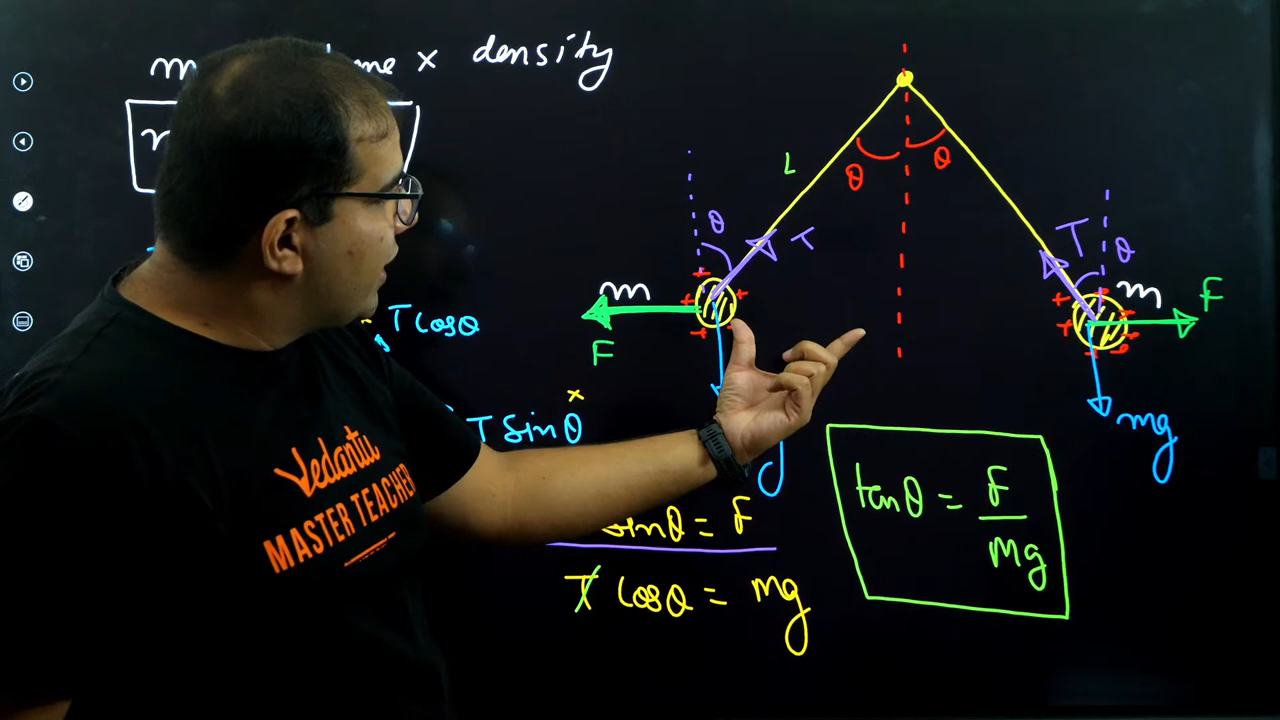 m × density
θ θ
L
θ T
T θ
m
m F
F
T cosθ
T sinθ
mg
sinθ = F
T cosθ = mg
tanθ = F
mg
Vedantu
MASTER TEACHER